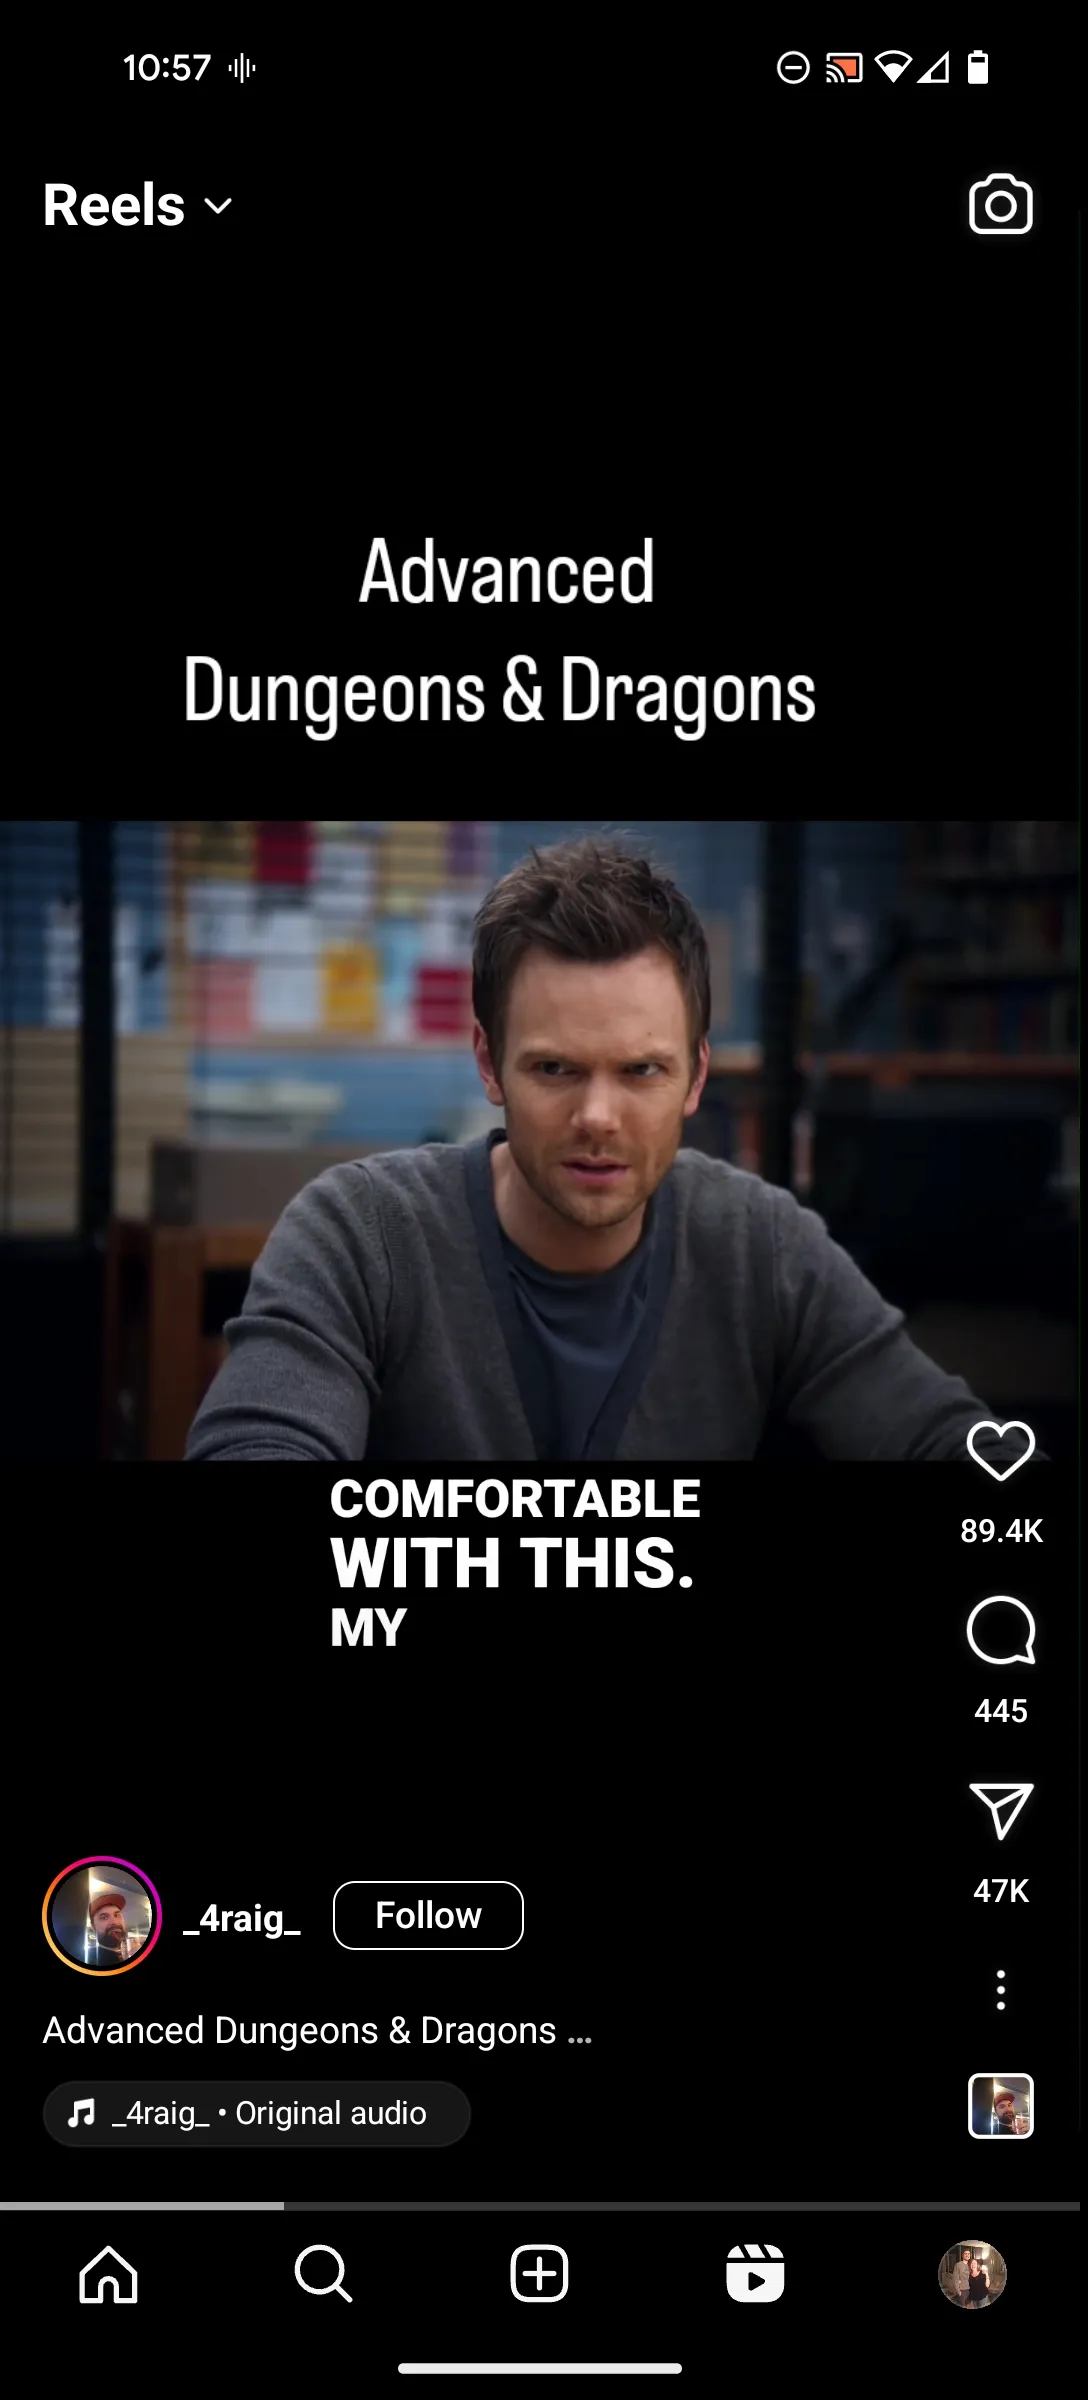 10:57
Reels
Advanced
Dungeons & Dragons
COMFORTABLE
WITH THIS.
MY
89.4K
445
47K
_4raig_
Follow
Advanced Dungeons & Dragons ...
_4raig_ • Original audio